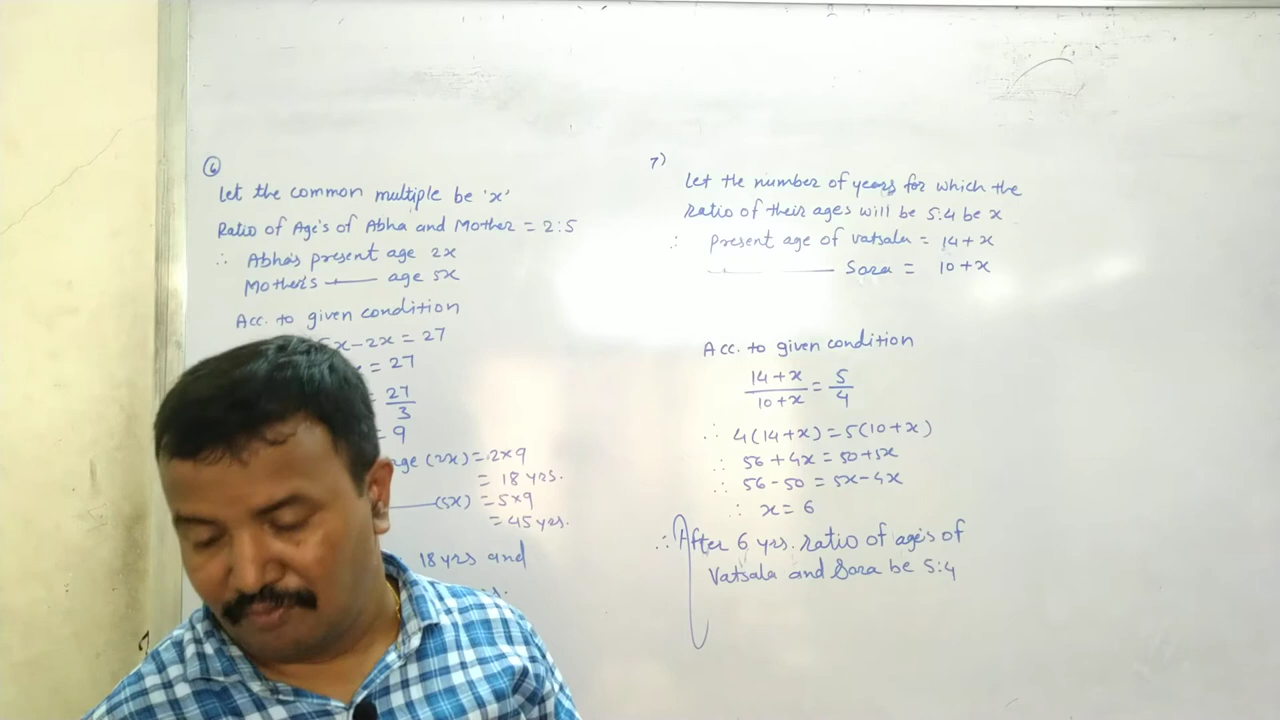 6
Let the common multiple be 'x'
Ratio of Age's of Abha and Mother = 2:5
∴ Abha's present age 2x
Mother's —— age 5x
Acc. to given condition
5x-2x = 27
= 27
27
3
= 9
age (2x) = 2×9
= 18 yrs.
—— (5x) = 5×9
= 45 yrs.
18 yrs and
7)
Let the number of years for which the
ratio of their ages will be 5:4 be x
∴ Present age of Vatsala = 14+x
—— Sara = 10+x
Acc. to given condition
14+x / 10+x = 5/4
∴ 4(14+x) = 5(10+x)
∴ 56+4x = 50+5x
∴ 56-50 = 5x-4x
∴ x = 6
∴ After 6 yrs. ratio of age's of
Vatsala and Sara be 5:4